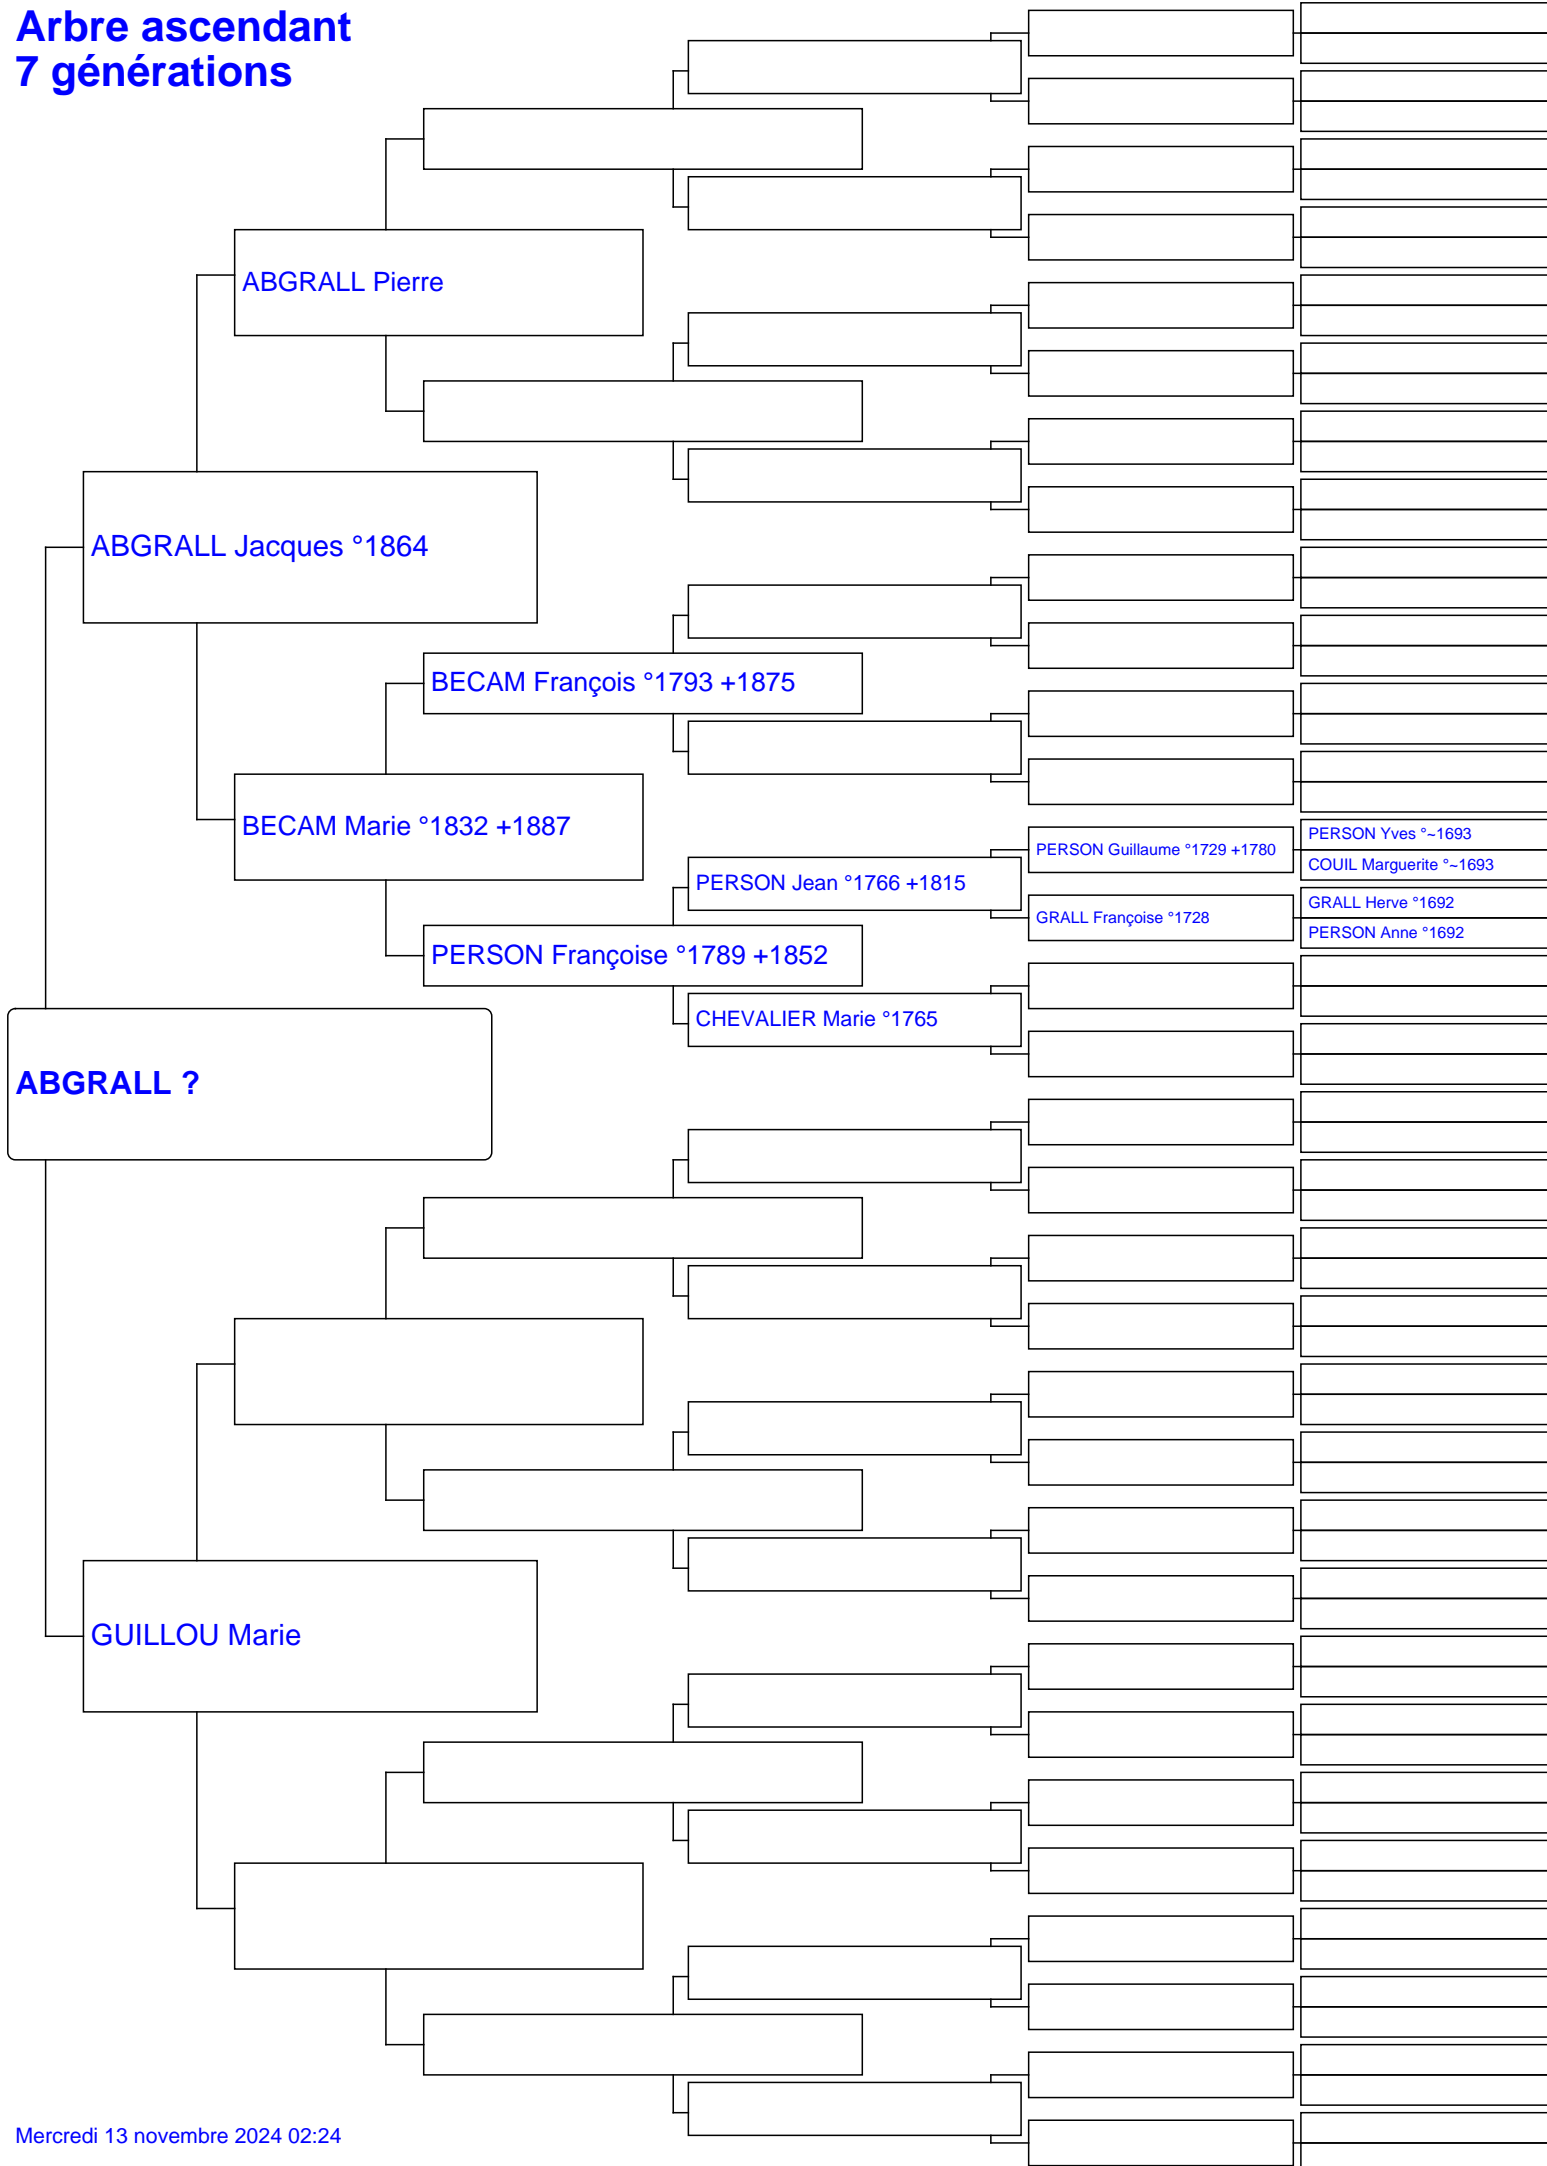 Arbre ascendant
7 générations
ABGRALL Pierre
ABGRALL Jacques °1864
BECAM François °1793 +1875
BECAM Marie °1832 +1887
PERSON Yves °~1693
PERSON Guillaume °1729 +1780
COUIL Marguerite °~1693
PERSON Jean °1766 +1815
GRALL Herve °1692
GRALL Françoise °1728
PERSON Anne °1692
PERSON Françoise °1789 +1852
CHEVALIER Marie °1765
ABGRALL ?
GUILLOU Marie
Mercredi 13 novembre 2024 02:24